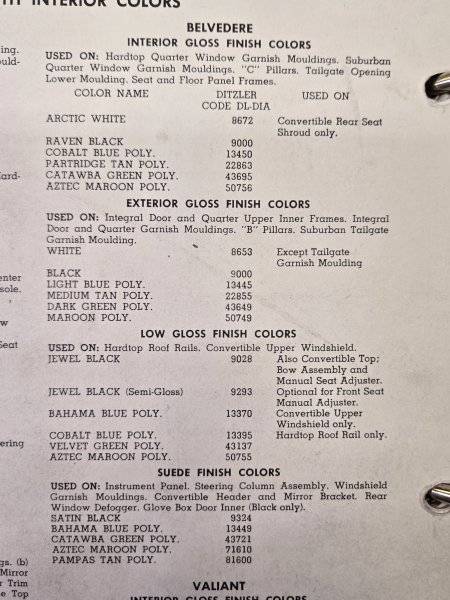 INTERIOR COLORS
BELVEDERE
INTERIOR GLOSS FINISH COLORS
USED ON: Hardtop Quarter Window Garnish Mouldings. Suburban
Quarter Window Garnish Mouldings. "C" Pillars. Tailgate Opening
Lower Moulding. Seat and Floor Panel Frames.
COLOR NAME DITZLER USED ON
CODE DL-DIA
ARCTIC WHITE 8672 Convertible Rear Seat
Shroud only.
RAVEN BLACK 9000
COBALT BLUE POLY. 13450
PARTRIDGE TAN POLY. 22863
CATAWBA GREEN POLY. 43695
AZTEC MAROON POLY. 50756
EXTERIOR GLOSS FINISH COLORS
USED ON: Integral Door and Quarter Upper Inner Frames. Integral
Door and Quarter Garnish Mouldings. "B" Pillars. Suburban Tailgate
Garnish Moulding.
WHITE 8653 Except Tailgate
Garnish Moulding
BLACK 9000
LIGHT BLUE POLY. 13445
MEDIUM TAN POLY. 22855
DARK GREEN POLY. 43649
MAROON POLY. 50749
LOW GLOSS FINISH COLORS
USED ON: Hardtop Roof Rails. Convertible Upper Windshield.
JEWEL BLACK 9028 Also Convertible Top;
Bow Assembly and
Manual Seat Adjuster.
JEWEL BLACK (Semi-Gloss) 9293 Optional for Front Seat
Manual Adjuster.
BAHAMA BLUE POLY. 13370 Convertible Upper
Windshield only.
COBALT BLUE POLY. 13395 Hardtop Roof Rail only.
VELVET GREEN POLY. 43137
AZTEC MAROON POLY. 50755
SUEDE FINISH COLORS
USED ON: Instrument Panel. Steering Column Assembly. Windshield
Garnish Mouldings. Convertible Header and Mirror Bracket. Rear
Window Defogger. Glove Box Door Inner (Black only).
SATIN BLACK 9324
BAHAMA BLUE POLY. 13449
CATAWBA GREEN POLY. 43721
AZTEC MAROON POLY. 71610
PAMPAS TAN POLY. 81600
VALIANT
INTERIOR GLOSS FINISH COLORS